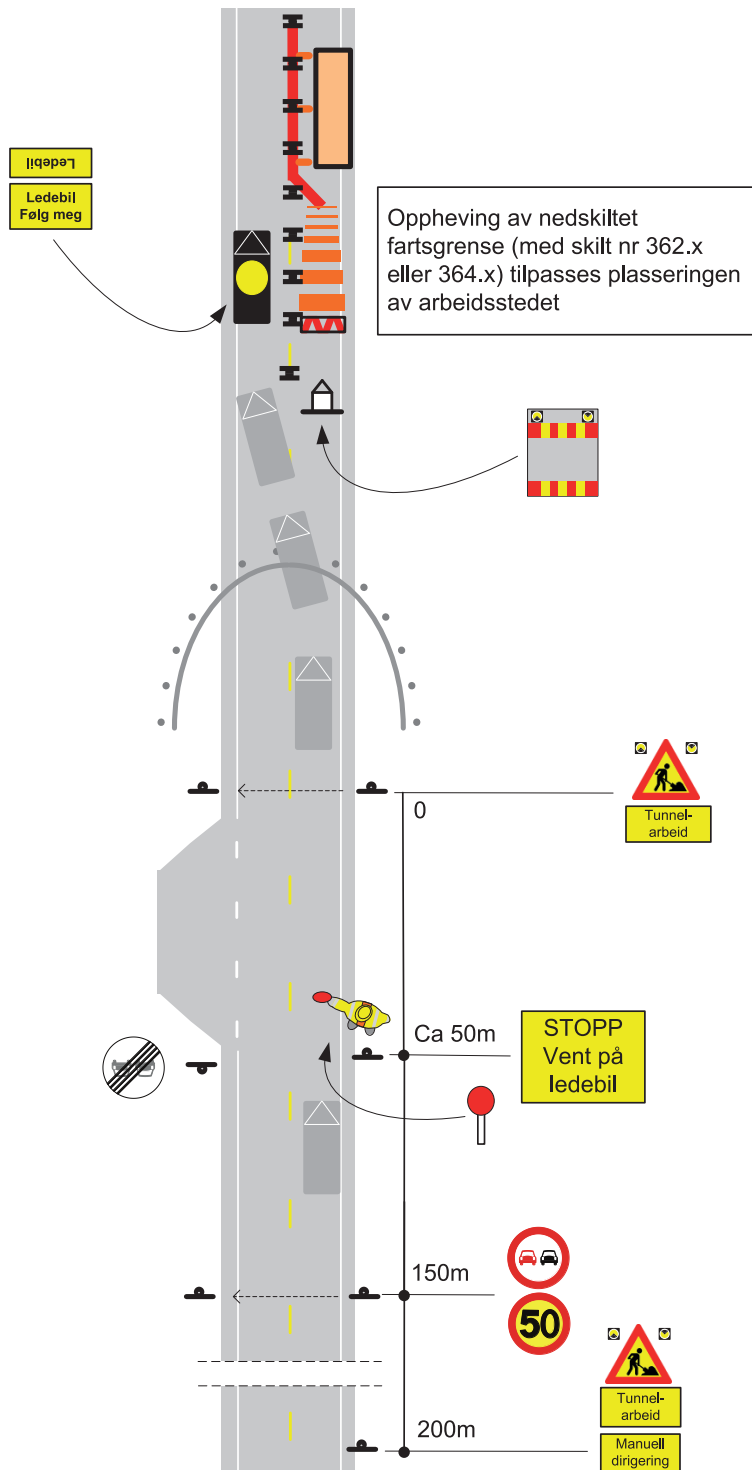 Ledebil
Ledebil
Følg meg
Oppheving av nedskiltet
fartsgrense (med skilt nr 362.x
eller 364.x) tilpasses plasseringen
av arbeidsstedet
0
Tunnel-
arbeid
Ca 50m
STOPP
Vent på
ledebil
150m
50
200m
Tunnel-
arbeid
Manuell
dirigering